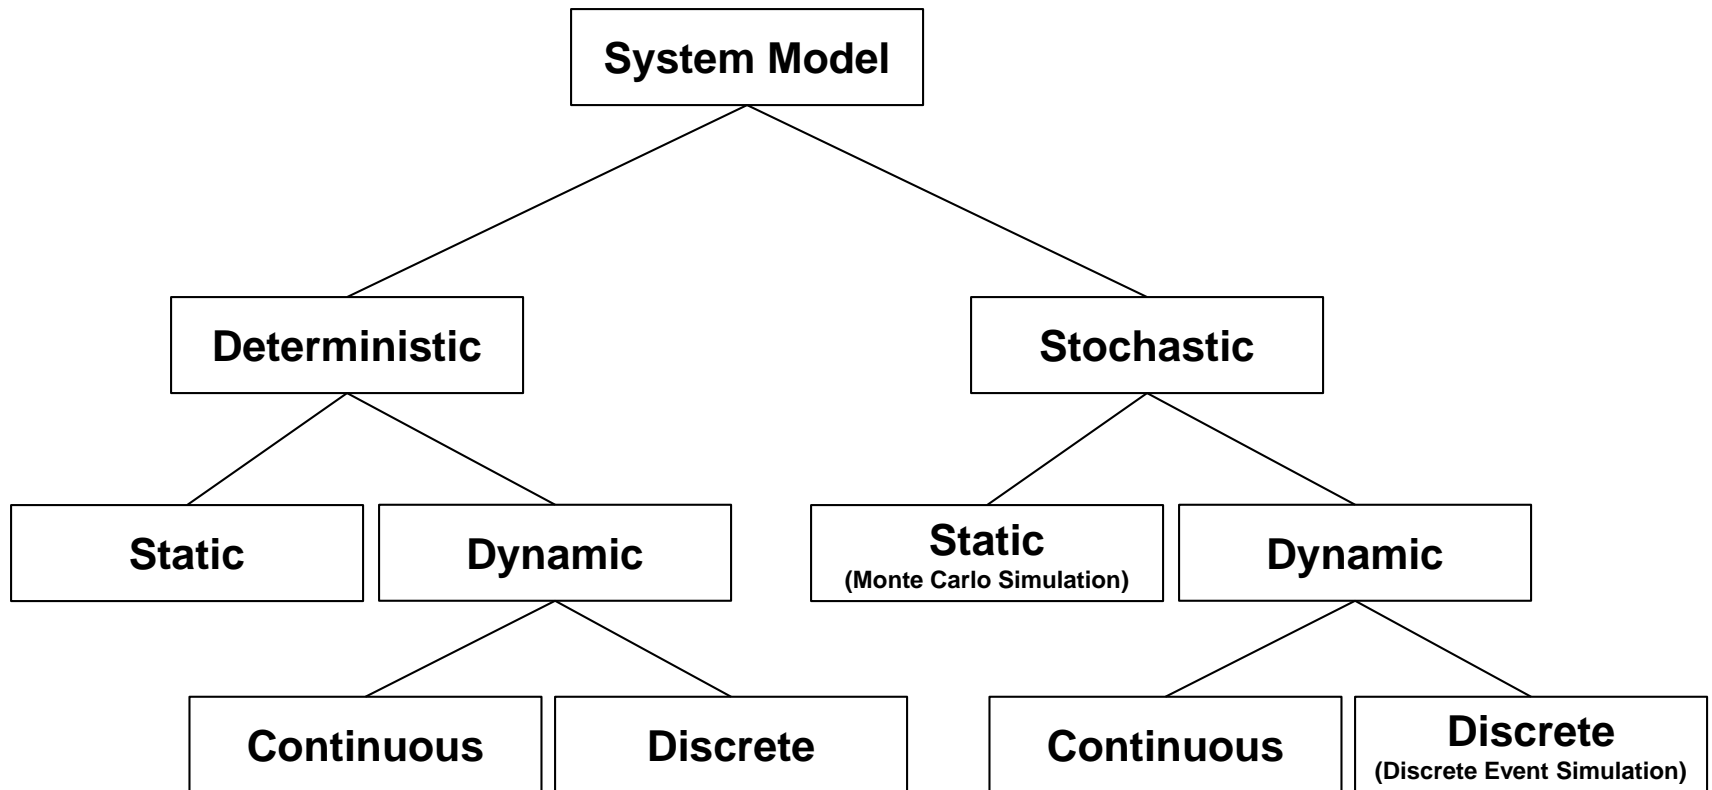 System Model
Deterministic
Stochastic
Static
Dynamic
Static
(Monte Carlo Simulation)
Dynamic
Continuous
Discrete
Continuous
Discrete
(Discrete Event Simulation)